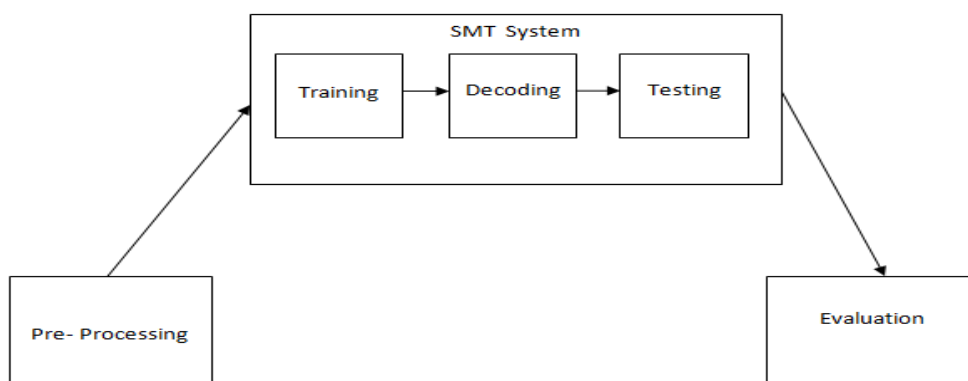 SMT System
Training
Decoding
Testing
Pre- Processing
Evaluation